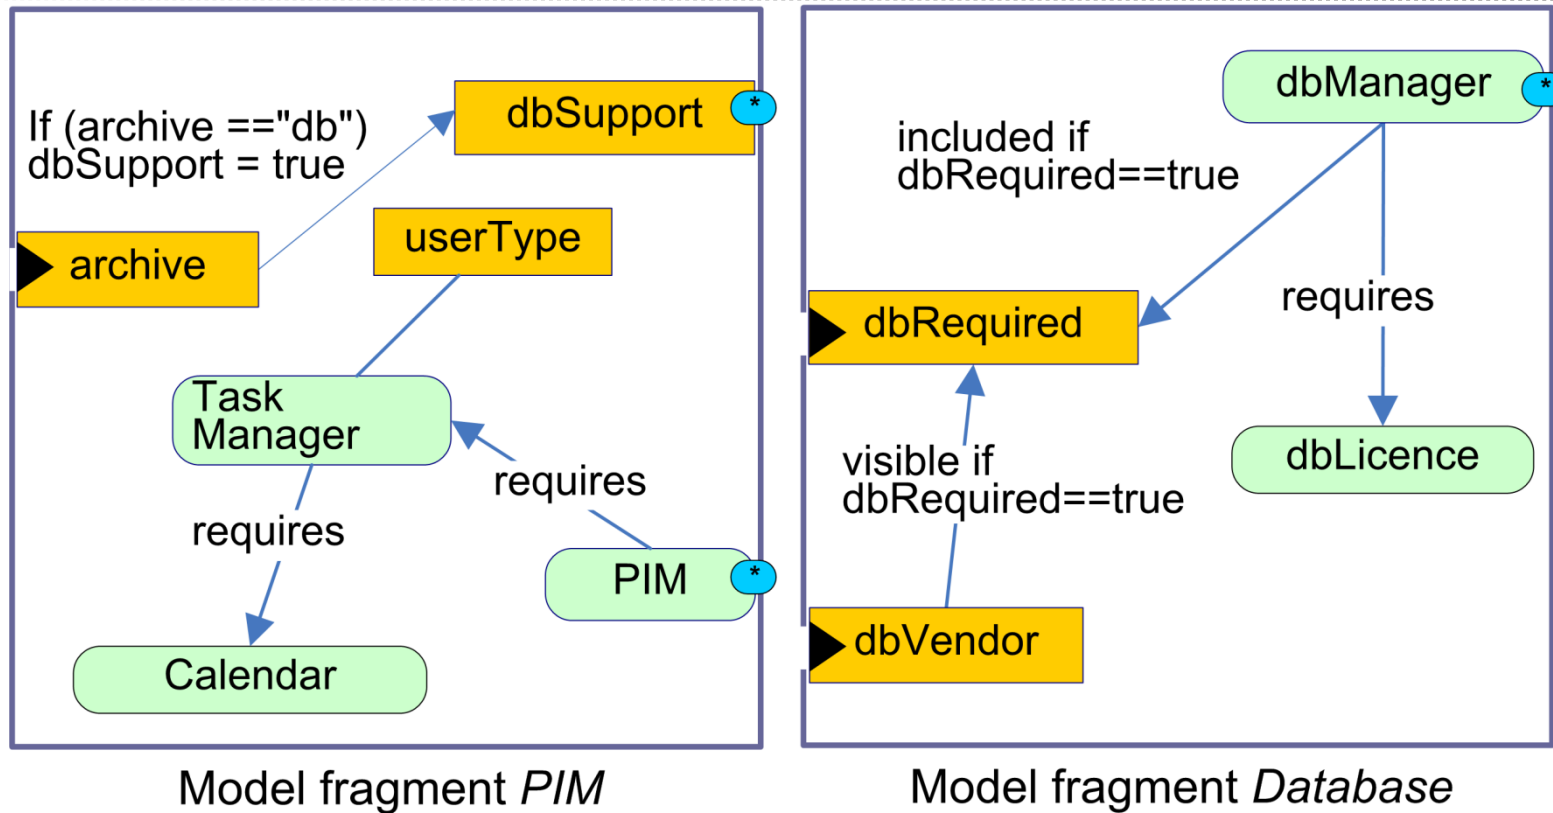 If (archive =="db")
dbSupport = true
dbSupport
*
archive
userType
Task
Manager
requires
requires
PIM
*
Calendar
Model fragment PIM
dbManager
*
included if
dbRequired==true
dbRequired
requires
visible if
dbRequired==true
dbLicence
dbVendor
Model fragment Database